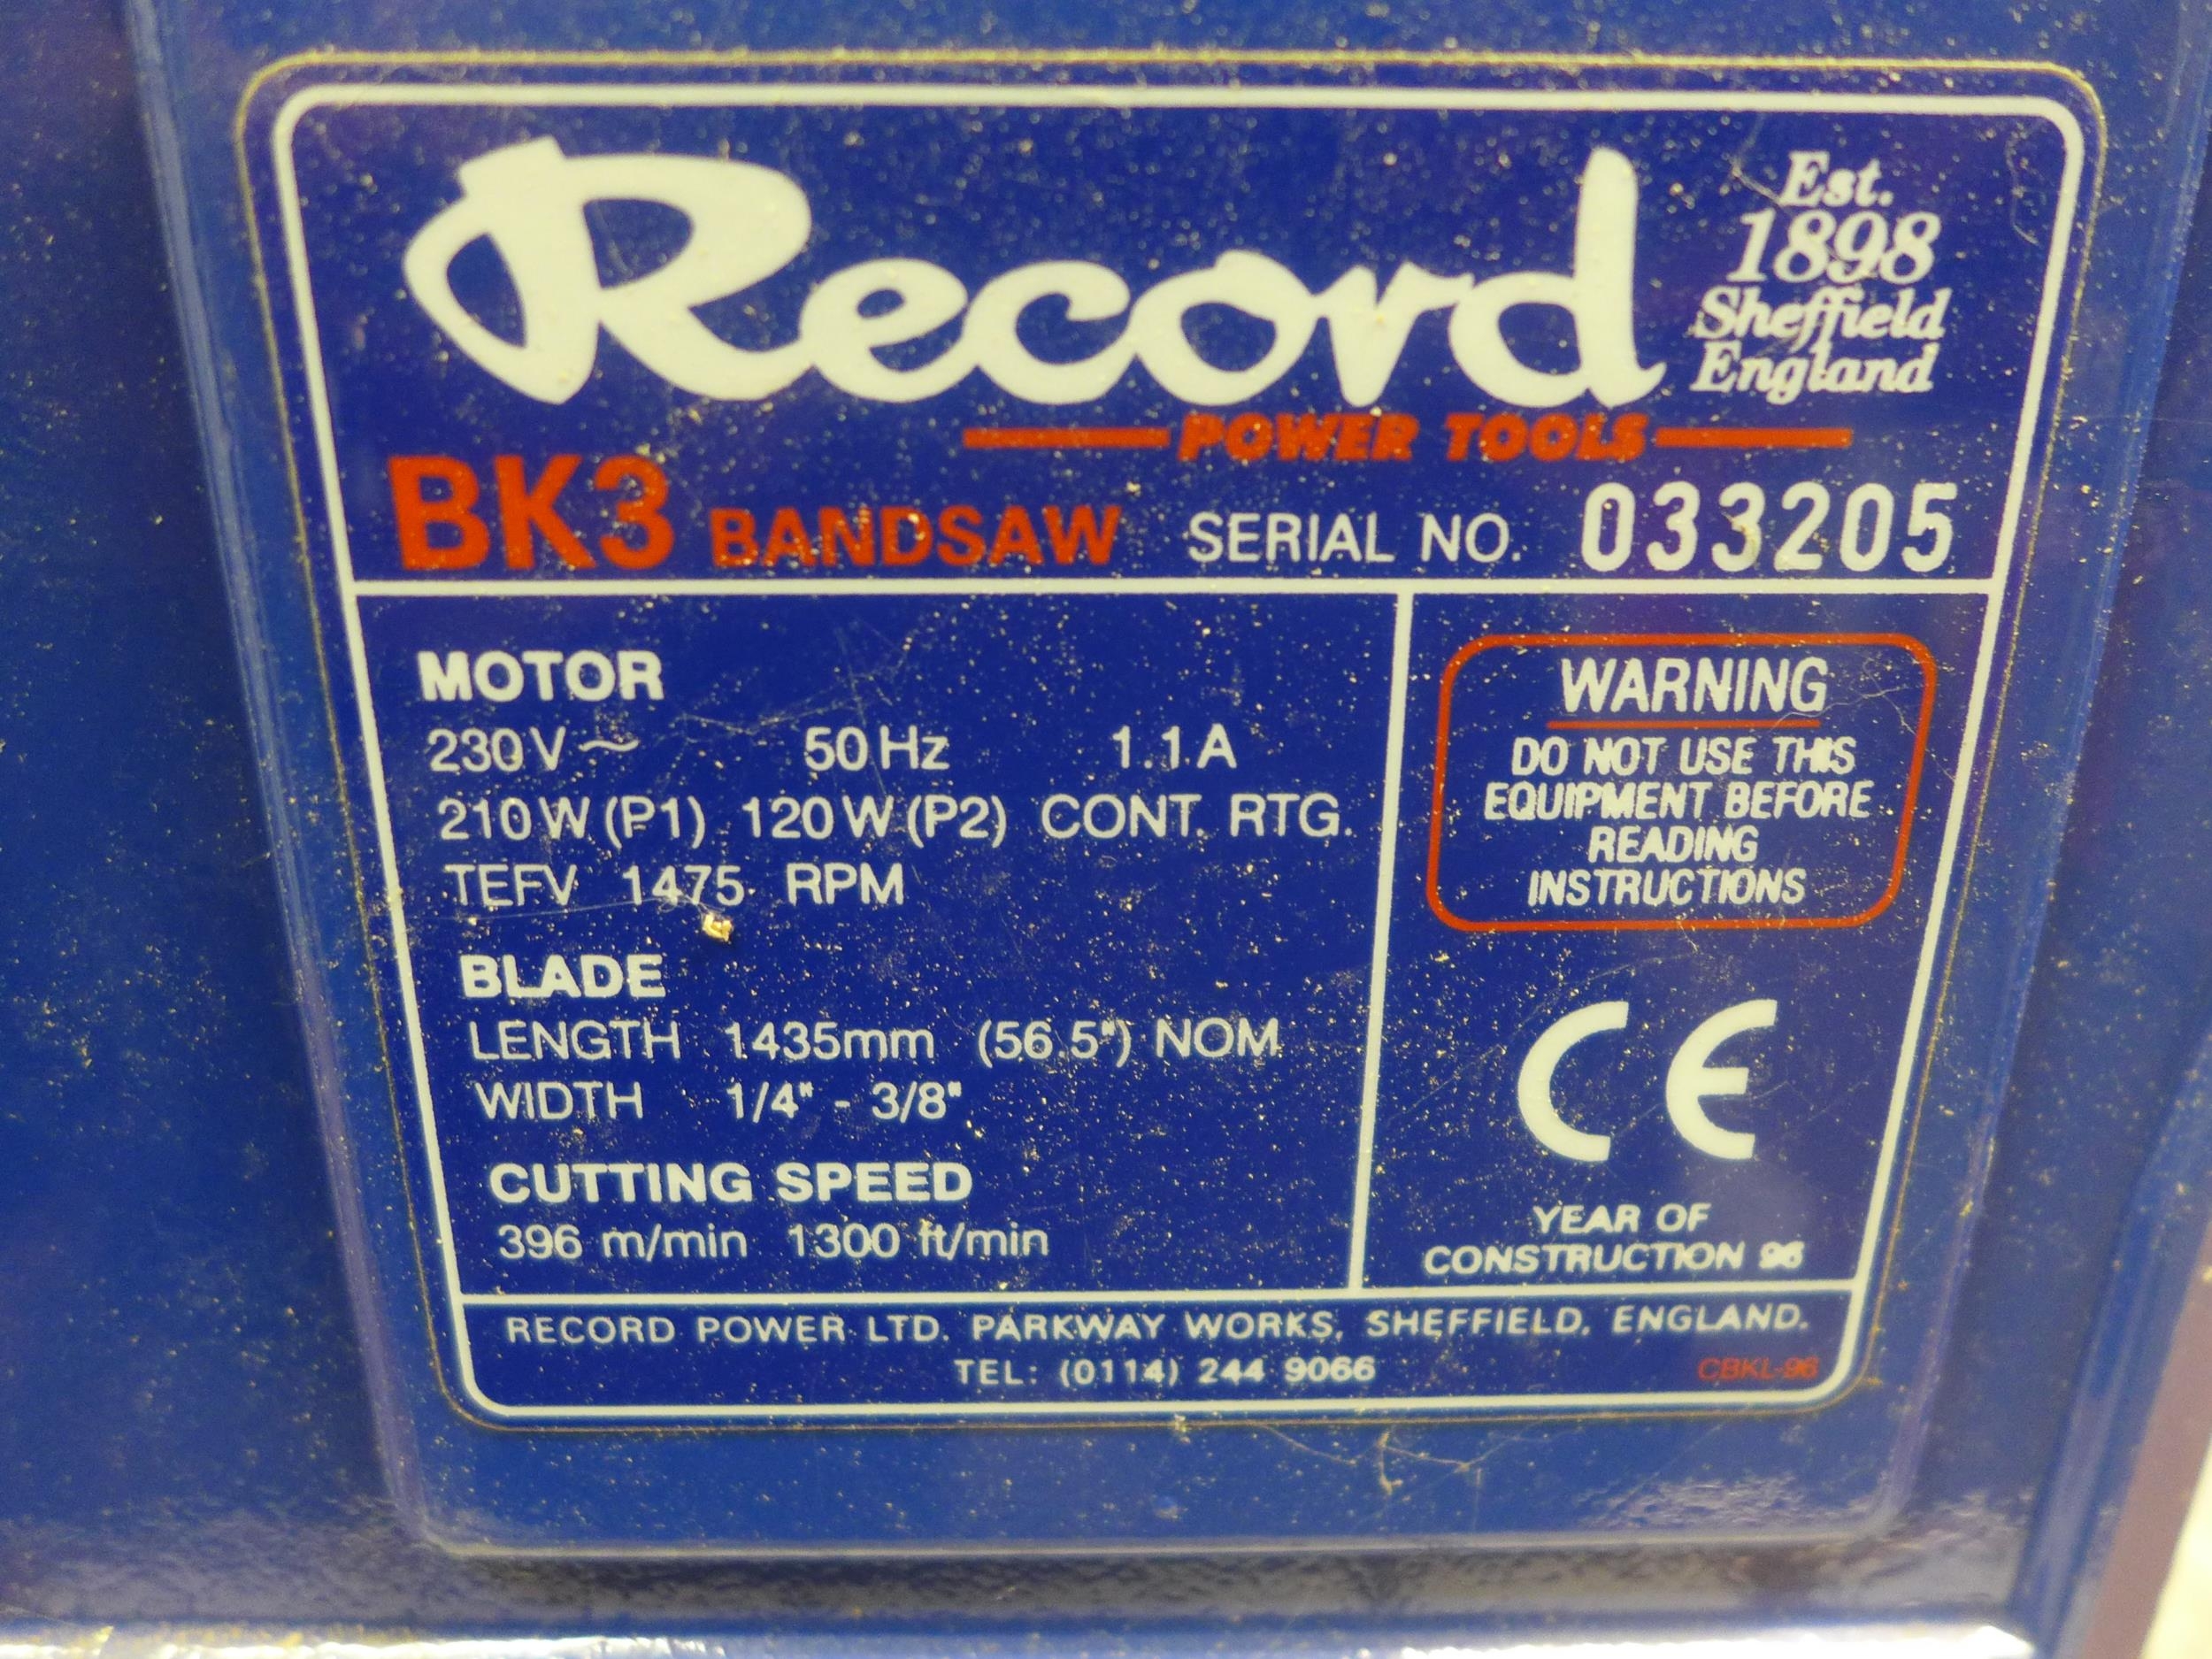 Record
Est.
1898
Sheffield
England
POWER TOOLS
BK3 BANDSAW SERIAL NO. 033205
MOTOR
230V~ 50Hz 1.1A
210W(P1) 120W(P2) CONT. RTG.
TEFV 1475 RPM
BLADE
LENGTH 1435mm (56.5") NOM
WIDTH 1/4" - 3/8"
CUTTING SPEED
396 m/min 1300 ft/min
WARNING
DO NOT USE THIS
EQUIPMENT BEFORE
READING
INSTRUCTIONS
CE
YEAR OF
CONSTRUCTION 96
RECORD POWER LTD. PARKWAY WORKS, SHEFFIELD, ENGLAND.
TEL: (0114) 244 9066
CBKL-96